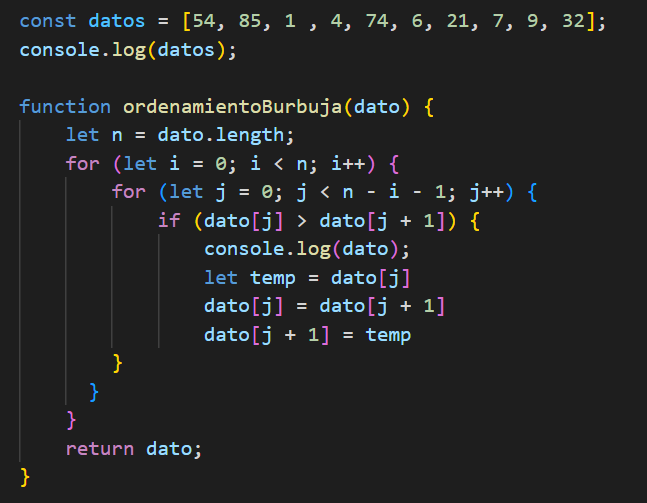 const datos = [54, 85, 1 , 4, 74, 6, 21, 7, 9, 32];
console.log(datos);

function ordenamientoBurbuja(dato) {
    let n = dato.length;
    for (let i = 0; i < n; i++) {
        for (let j = 0; j < n - i - 1; j++) {
            if (dato[j] > dato[j + 1]) {
                console.log(dato);
                let temp = dato[j]
                dato[j] = dato[j + 1]
                dato[j + 1] = temp
        }
      }
    }
    return dato;
}